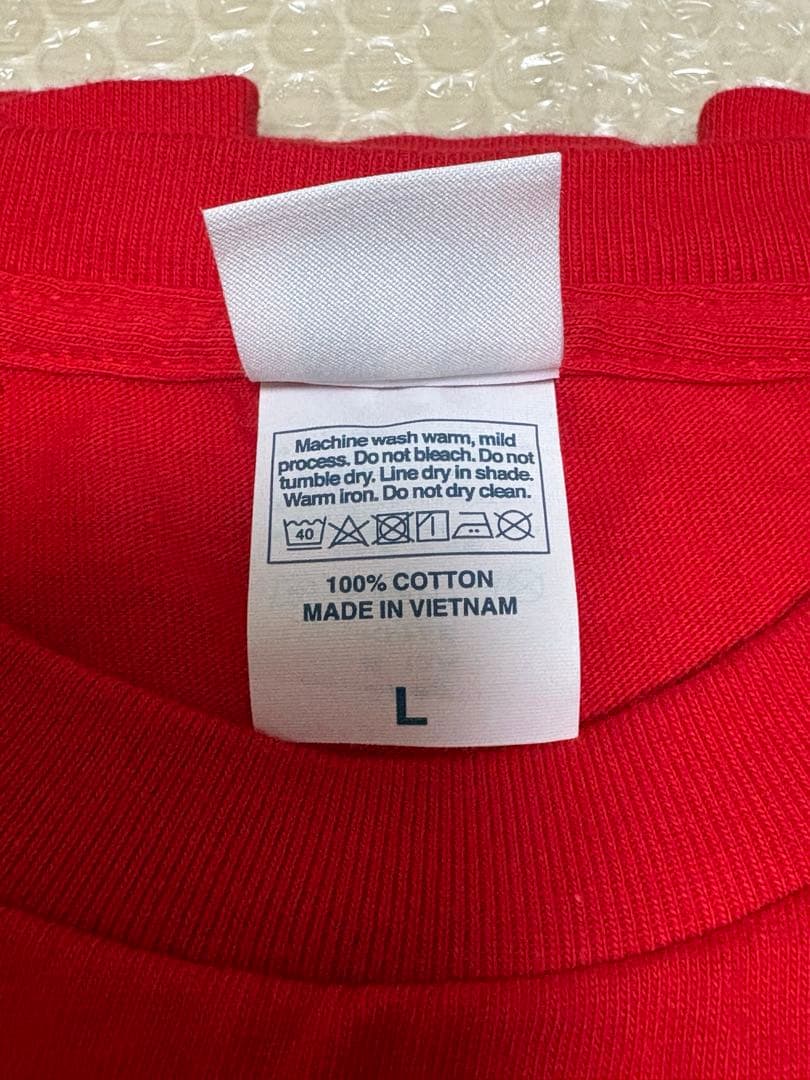 Machine wash warm, mild
process. Do not bleach. Do not
tumble dry. Line dry in shade.
Warm iron. Do not dry clean.
40
100% COTTON
MADE IN VIETNAM
L